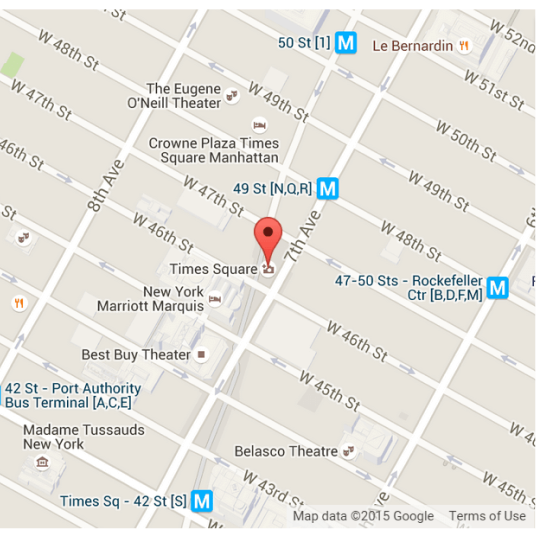 W 52nd
50 St [1]
Le Bernardin
W 48th St
W 51st St
The Eugene
O'Neill Theater
W 47th St
W 49th St
W 50th St
Crowne Plaza Times
Square Manhattan
46th St
8th Ave
49 St [N,Q,R]
W 47th St
W 49th St
St
W 46th St
7th Ave
W 48th St
6t
Times Square
47-50 Sts - Rockefeller
Ctr [B,D,F,M]
New York
Marriott Marquis
W 46th St
Best Buy Theater
42 St - Port Authority
Bus Terminal [A,C,E]
W 45th St
Madame Tussauds
New York
Belasco Theatre
W 45th S
Times Sq - 42 St [S]
W 43rd St
Ave
Map data ©2015 Google
Terms of Use